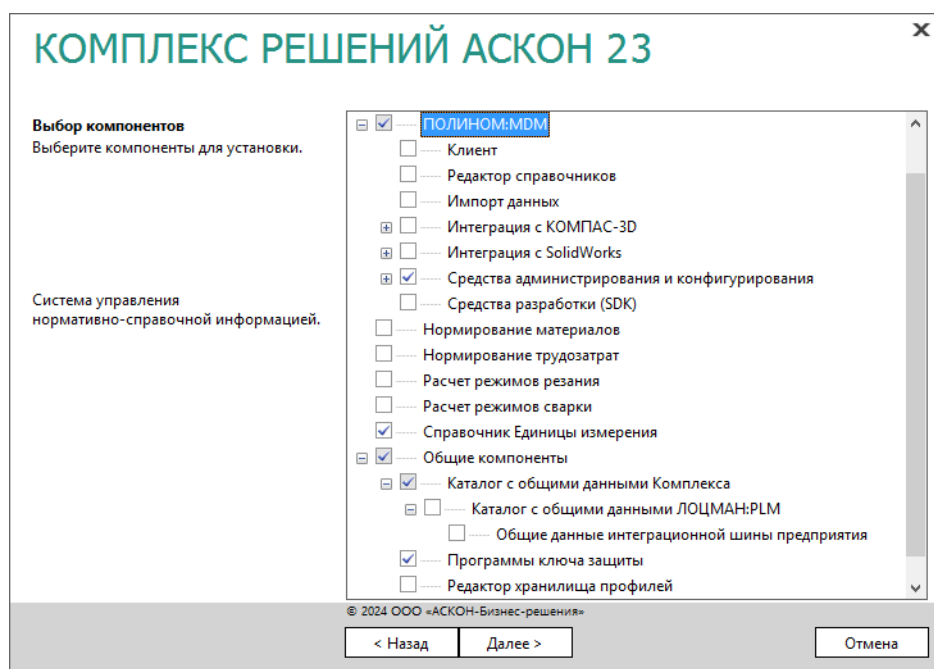 КОМПЛЕКС РЕШЕНИЙ АСКОН 23
Выбор компонентов
Выберите компоненты для установки.
Система управления
нормативно-справочной информацией.
ПОЛИНОМ:MDM
Клиент
Редактор справочников
Импорт данных
Интеграция с КОМПАС-3D
Интеграция с SolidWorks
Средства администрирования и конфигурирования
Средства разработки (SDK)
Нормирование материалов
Нормирование трудозатрат
Расчет режимов резания
Расчет режимов сварки
Справочник Единицы измерения
Общие компоненты
Каталог с общими данными Комплекса
Каталог с общими данными ЛОЦМАН:PLM
Общие данные интеграционной шины предприятия
Программы ключа защиты
Редактор хранилища профилей
© 2024 ООО «АСКОН-Бизнес-решения»
< Назад
Далее >
Отмена